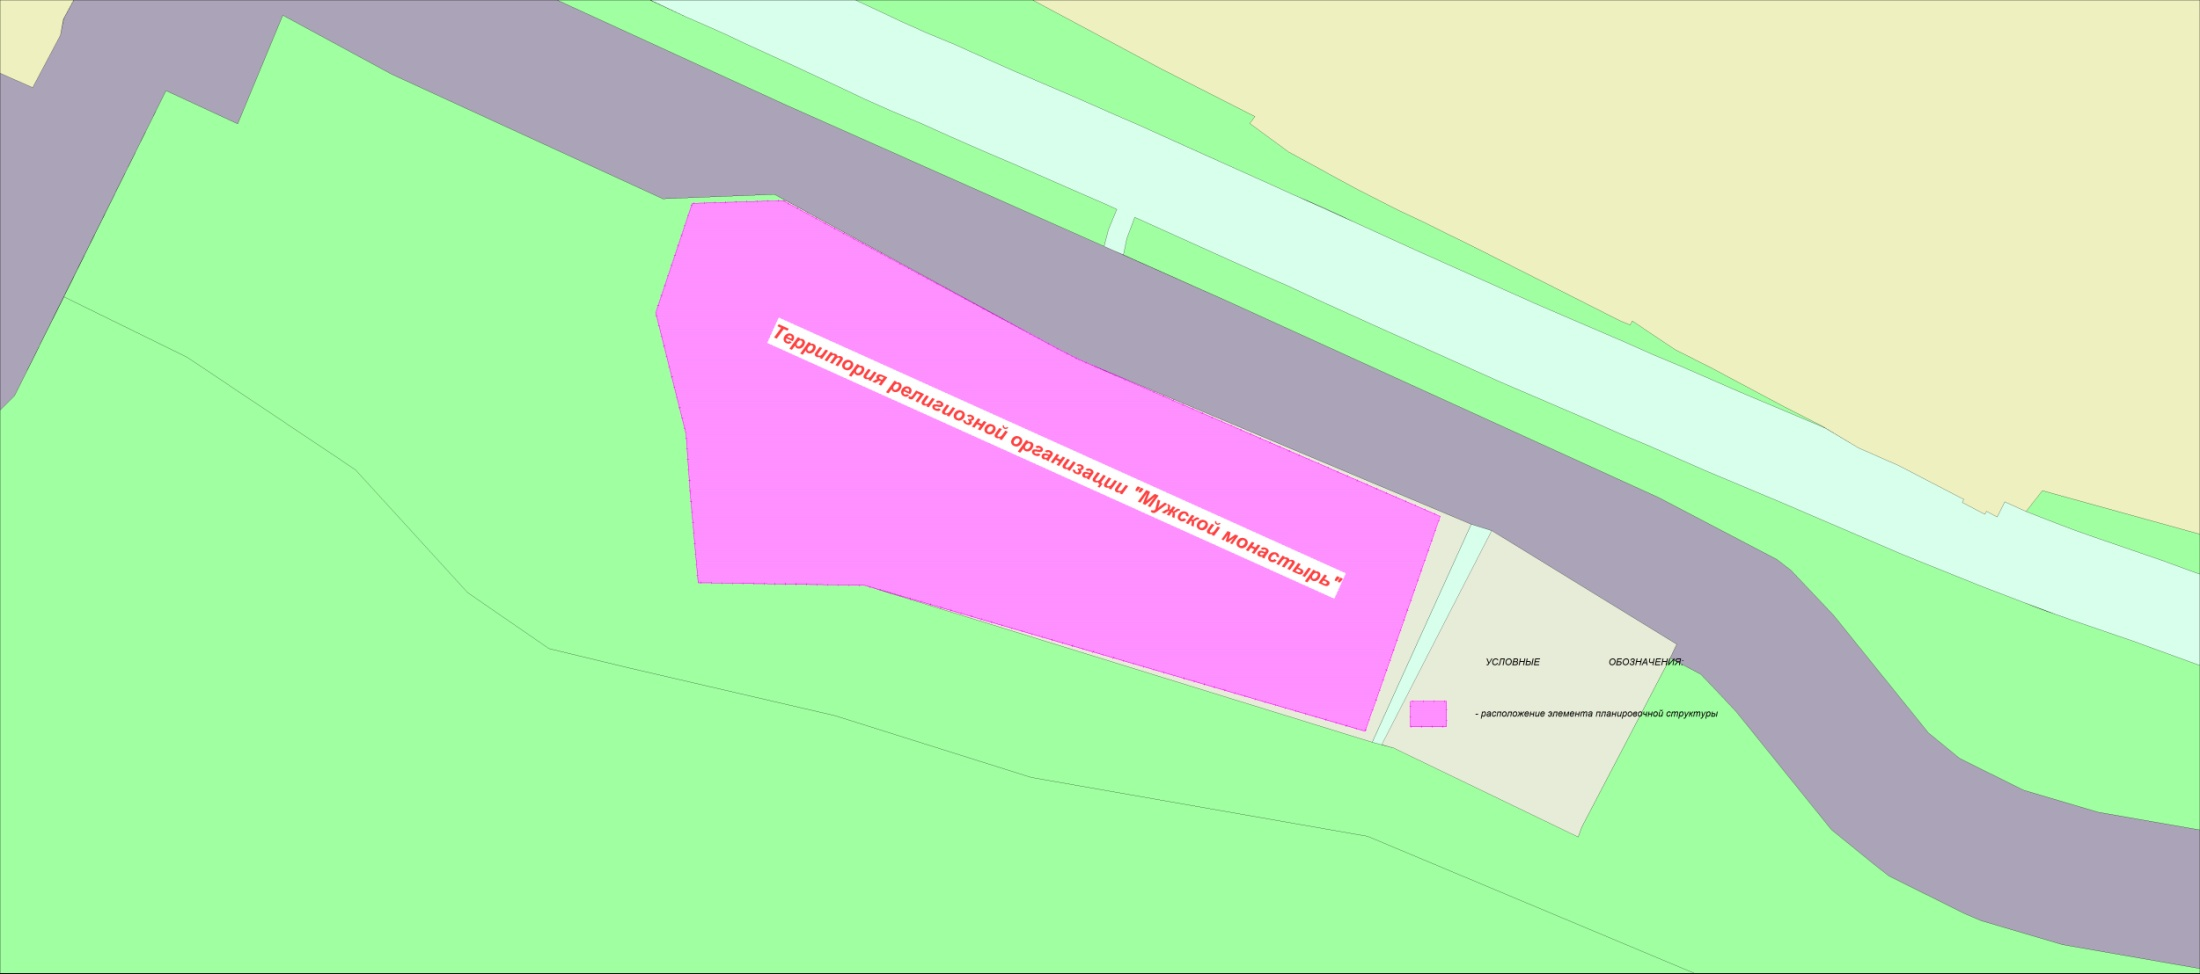 Территория религиозной организации "Мужской монастырь"
УСЛОВНЫЕ ОБОЗНАЧЕНИЯ:
- расположение элемента планировочной структуры